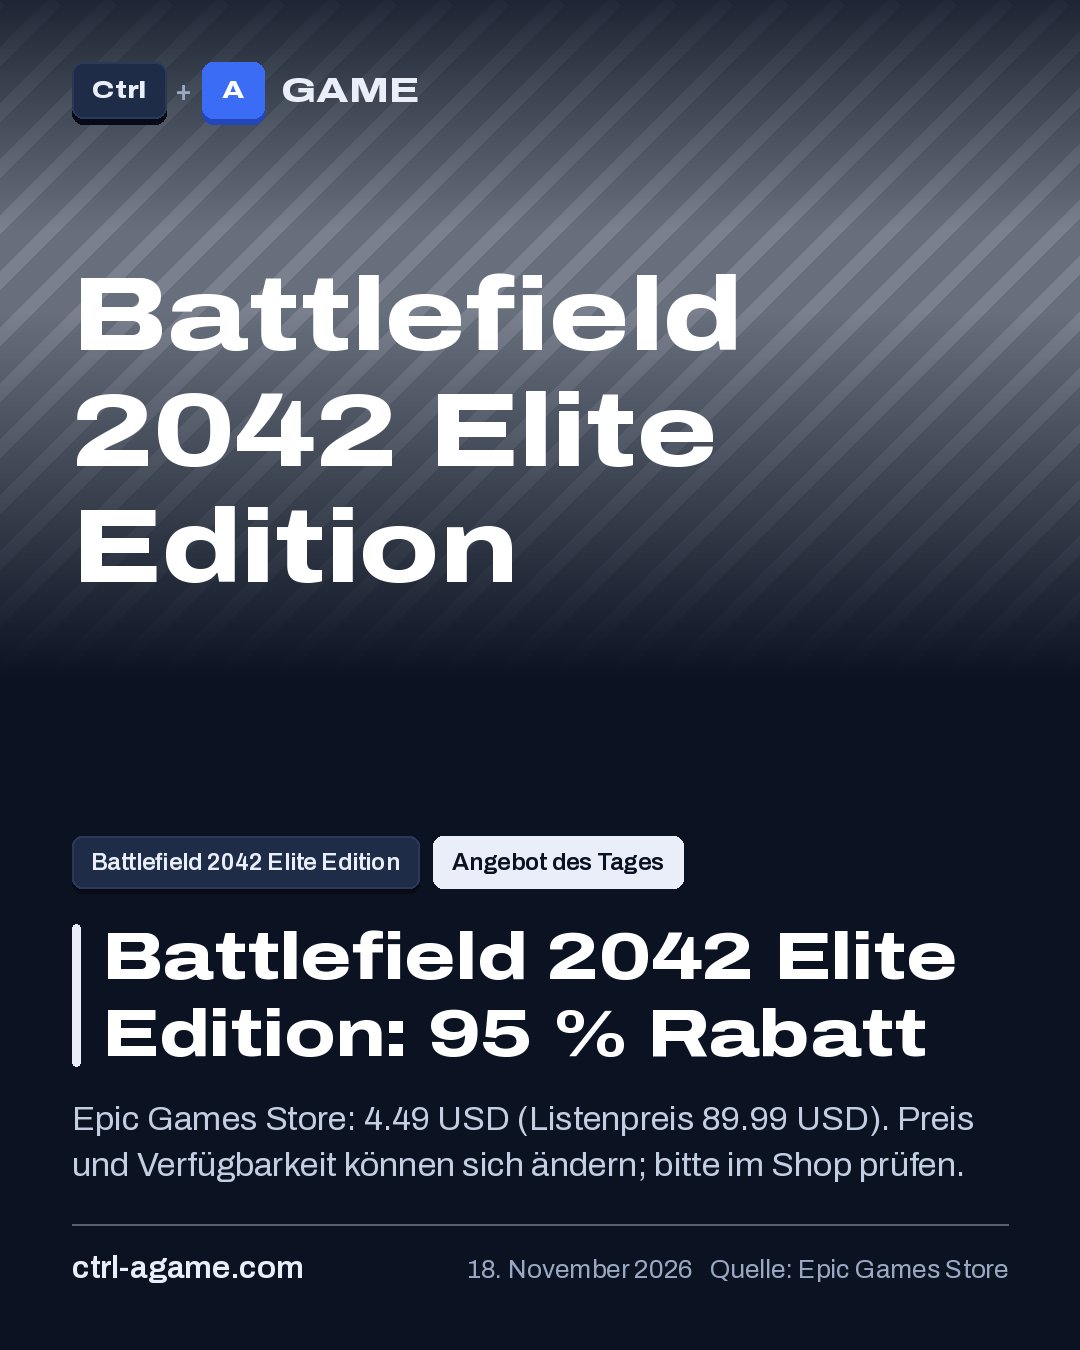 Ctrl + A GAME
Battlefield
2042 Elite
Edition
Battlefield 2042 Elite Edition Angebot des Tages
Battlefield 2042 Elite
Edition: 95 % Rabatt
Epic Games Store: 4.49 USD (Listenpreis 89.99 USD). Preis
und Verfügbarkeit können sich ändern; bitte im Shop prüfen.
ctrl-agame.com 18. November 2026 Quelle: Epic Games Store